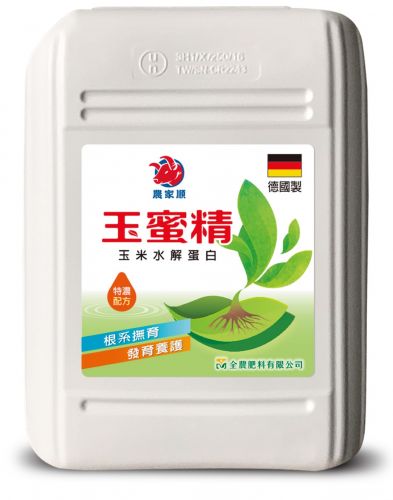 農家順
德國製
玉蜜精
玉米水解蛋白
特濃
配方
根系撫育
發育養護
全農肥料有限公司